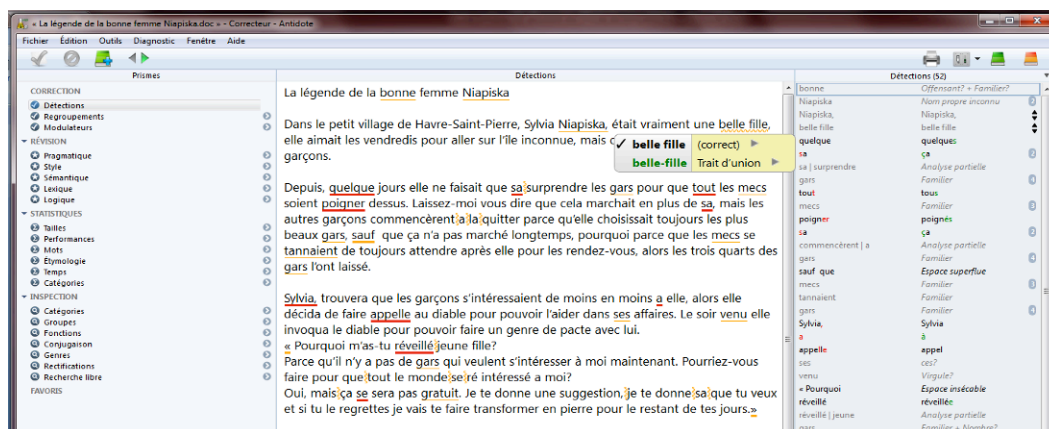 « La légende de la bonne femme Niapiska.doc » - Correcteur - Antidote
Fichier Édition Outils Diagnostic Fenêtre Aide
Prismes
CORRECTION
Détections
Regroupements
Modulateurs
RÉVISION
Pragmatique
Style
Sémantique
Lexique
Logique
STATISTIQUES
Tailles
Performances
Mots
Étymologie
Temps
Catégories
INSPECTION
Catégories
Groupes
Fonctions
Conjugaison
Genres
Rectifications
Recherche libre
FAVORIS
Détections
La légende de la bonne femme Niapiska
Dans le petit village de Havre-Saint-Pierre, Sylvia Niapiska, était vraiment une belle fille,
elle aimait les vendredis pour aller sur l'île inconnue, mais
garçons.
✓ belle fille (correct)
belle-fille Trait d'union
Depuis, quelque jours elle ne faisait que sa surprendre les gars pour que tout les mecs
soient poigner dessus. Laissez-moi vous dire que cela marchait en plus de sa, mais les
autres garçons commencèrent a la quitter parce qu'elle choisissait toujours les plus
beaux gars, sauf  que ça n'a pas marché longtemps, pourquoi parce que les mecs se
tannaient de toujours attendre après elle pour les rendez-vous, alors les trois quarts des
gars l'ont laissé.
Sylvia, trouvera que les garçons s'intéressaient de moins en moins a elle, alors elle
décida de faire appelle au diable pour pouvoir l'aider dans ses affaires. Le soir venu elle
invoqua le diable pour pouvoir faire un genre de pacte avec lui.
« Pourquoi m'as-tu réveillé jeune fille?
Parce qu'il n'y a pas de gars qui veulent s'intéresser à moi maintenant. Pourriez-vous
faire pour que tout le monde se ré intéressé a moi?
Oui, mais ça se sera pas gratuit. Je te donne une suggestion, je te donne sa que tu veux
et si tu le regrettes je vais te faire transformer en pierre pour le restant de tes jours.»
Détections (52)
bonne Offensant? + Familier?
Niapiska Nom propre inconnu 2
Niapiska, Niapiska,
belle fille belle fille
quelque quelques
sa ça 2
sa | surprendre Analyse partielle
gars Familier 4
tout tous
mecs Familier 2
poigner poignés
sa ça 2
commencèrent | a Analyse partielle
gars Familier 4
sauf  que Espace superflue
mecs Familier 2
tannaient Familier
gars Familier 4
Sylvia, Sylvia
a à
appelle appel
ses ces?
venu Virgule?
« Pourquoi Espace insécable
réveillé réveillée
réveillé | jeune Analyse partielle
gars Familier + Nombre?